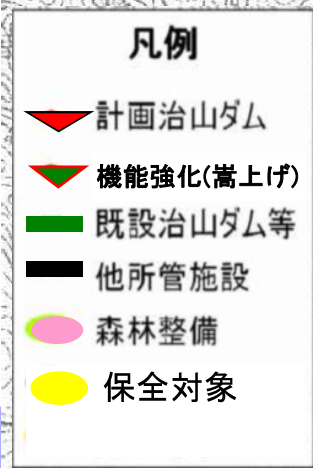 凡例
計画治山ダム
機能強化(嵩上げ)
既設治山ダム等
他所管施設
森林整備
保全対象